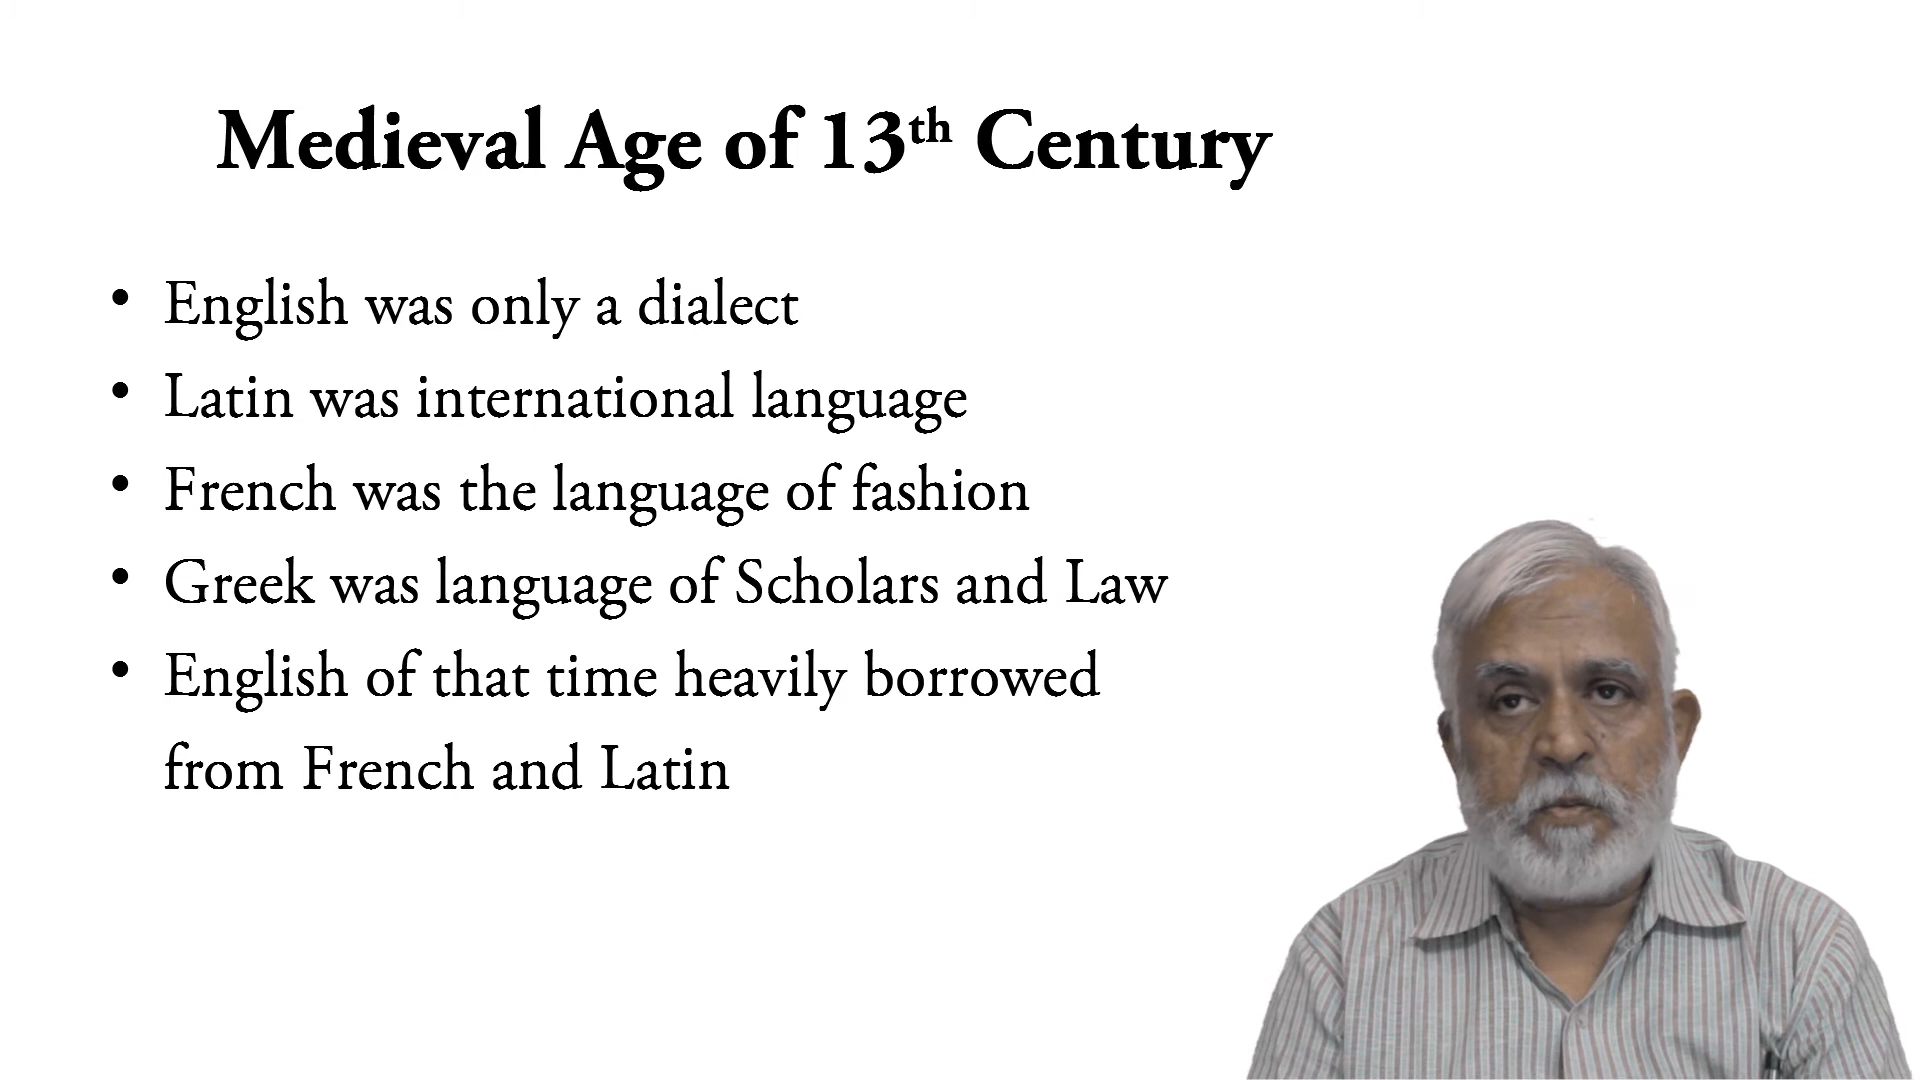 Medieval Age of 13th Century
• English was only a dialect
• Latin was international language
• French was the language of fashion
• Greek was language of Scholars and Law
• English of that time heavily borrowed
from French and Latin